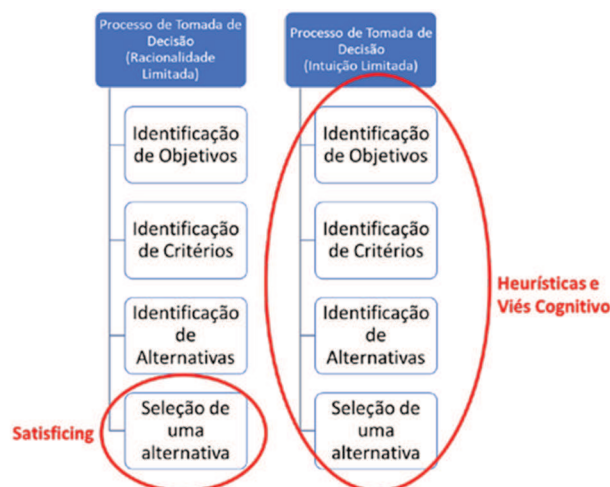 Processo de Tomada de
Decisão
(Racionalidade
Limitada)
Identificação
de Objetivos
Identificação
de Critérios
Identificação
de
Alternativas
Seleção de
uma
alternativa
Satisficing
Processo de Tomada de
Decisão
(Intuição Limitada)
Identificação
de Objetivos
Identificação
de Critérios
Identificação
de
Alternativas
Seleção de
uma
alternativa
Heurísticas e
Viés Cognitivo